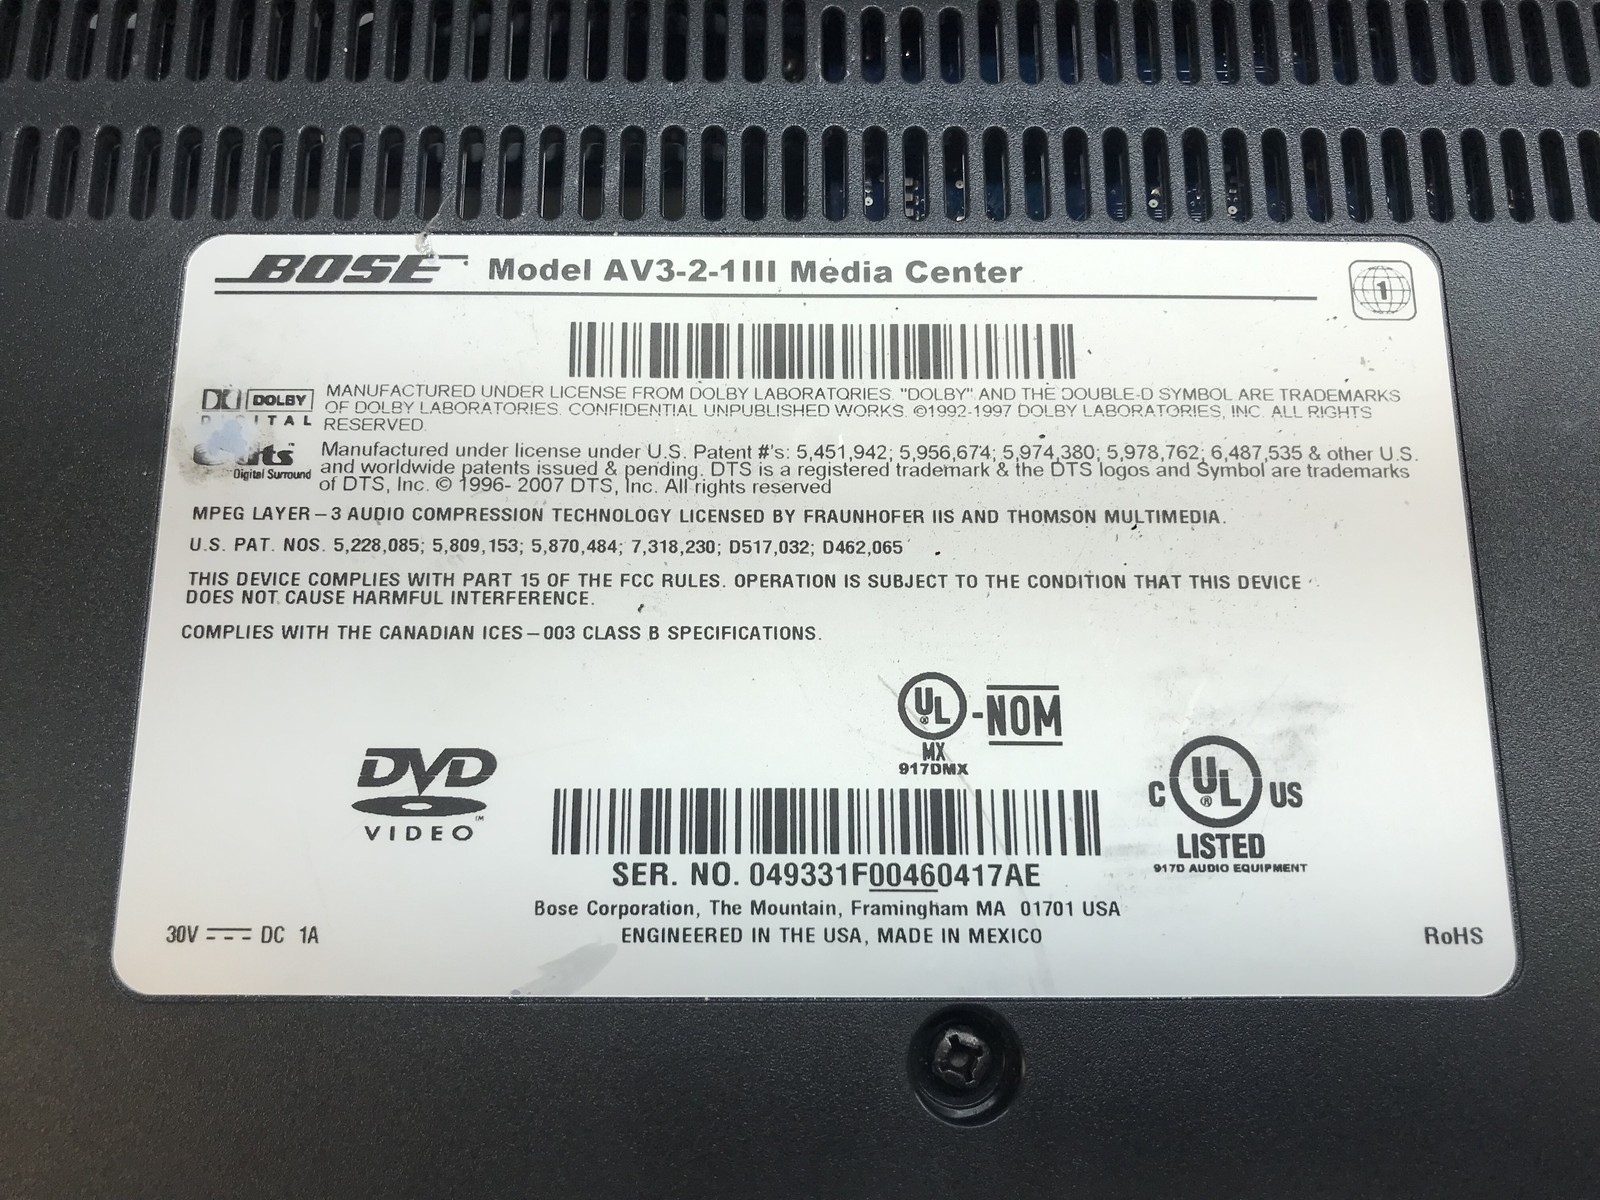 BOSE Model AV3-2-1III Media Center
1
DOLBY
DIGITAL
MANUFACTURED UNDER LICENSE FROM DOLBY LABORATORIES. "DOLBY" AND THE DOUBLE-D SYMBOL ARE TRADEMARKS
OF DOLBY LABORATORIES. CONFIDENTIAL UNPUBLISHED WORKS. ©1992-1997 DOLBY LABORATORIES, INC. ALL RIGHTS
RESERVED.
dts™
Digital Surround
Manufactured under license under U.S. Patent #'s: 5,451,942; 5,956,674; 5,974,380; 5,978,762; 6,487,535 & other U.S.
and worldwide patents issued & pending. DTS is a registered trademark & the DTS logos and Symbol are trademarks
of DTS, Inc. © 1996- 2007 DTS, Inc. All rights reserved
MPEG LAYER–3 AUDIO COMPRESSION TECHNOLOGY LICENSED BY FRAUNHOFER IIS AND THOMSON MULTIMEDIA.
U.S. PAT. NOS. 5,228,085; 5,809,153; 5,870,484; 7,318,230; D517,032; D462,065
THIS DEVICE COMPLIES WITH PART 15 OF THE FCC RULES. OPERATION IS SUBJECT TO THE CONDITION THAT THIS DEVICE
DOES NOT CAUSE HARMFUL INTERFERENCE.
COMPLIES WITH THE CANADIAN ICES–003 CLASS B SPECIFICATIONS.
UL® -NOM
MX
917DMX
DVD
VIDEO™
C UL® US
LISTED
917D AUDIO EQUIPMENT
SER. NO. 049331F00460417AE
Bose Corporation, The Mountain, Framingham MA 01701 USA
30V DC 1A
ENGINEERED IN THE USA, MADE IN MEXICO
RoHS